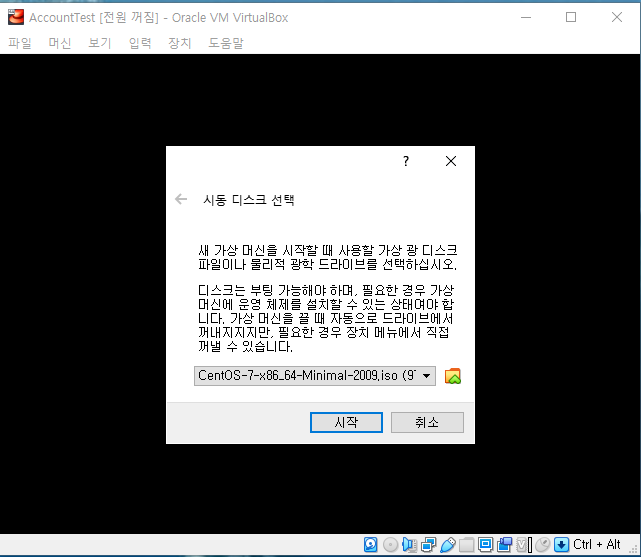 AccountTest [전원 꺼짐] - Oracle VM VirtualBox
파일 머신 보기 입력 장치 도움말
?
시동 디스크 선택
새 가상 머신을 시작할 때 사용할 가상 광 디스크
파일이나 물리적 광학 드라이브를 선택하십시오.
디스크는 부팅 가능해야 하며, 필요한 경우 가상
머신에 운영 체제를 설치할 수 있는 상태여야 합
니다. 가상 머신을 끌 때 자동으로 드라이브에서
꺼내지지지만, 필요한 경우 장치 메뉴에서 직접
꺼낼 수 있습니다.
CentOS-7-x86_64-Minimal-2009.iso (9
시작 취소
Ctrl + Alt